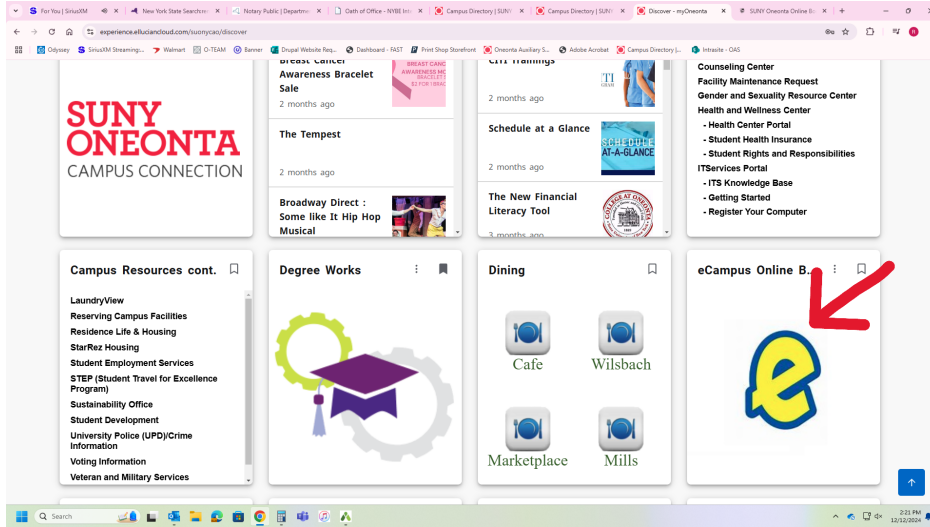 For You | SiriusXM
New York State Search:
Notary Public | Departme
Oath of Office - NYBE Int
Campus Directory | SUNY
Campus Directory | SUNY
Discover - myOneonta
SUNY Oneonta Online B
experience.elluciancloud.com/suonycao/discover
Odyssey
SiriusXM Streaming:...
Walmart
O-TEAM
Banner
Drupal Website Req...
Dashboard - FAST
Print Shop Storefront
Oneonta Auxiliary S...
Adobe Acrobat
Campus Directory |...
Intrasite - OAS
SUNY
ONEONTA
CAMPUS CONNECTION
Breast Cancer
Awareness Bracelet
Sale
2 months ago
BREAST CANC
AWARENESS MO
BRACELET
The Tempest
2 months ago
Broadway Direct :
Some like It Hip Hop
Musical
CITI Trainings
2 months ago
Schedule at a Glance
2 months ago
SCHEDULE
AT-A-GLANCE
The New Financial
Literacy Tool
3 months ago
Counseling Center
Facility Maintenance Request
Gender and Sexuality Resource Center
Health and Wellness Center
- Health Center Portal
- Student Health Insurance
- Student Rights and Responsibilities
ITServices Portal
- ITS Knowledge Base
- Getting Started
- Register Your Computer
Campus Resources cont.
LaundryView
Reserving Campus Facilities
Residence Life & Housing
StarRez Housing
Student Employment Services
STEP (Student Travel for Excellence
Program)
Sustainability Office
Student Development
University Police (UPD)/Crime
Information
Voting Information
Veteran and Military Services
Degree Works
Dining
Cafe
Wilsbach
Marketplace
Mills
eCampus Online B...
e
Search
2:21 PM
12/12/2024